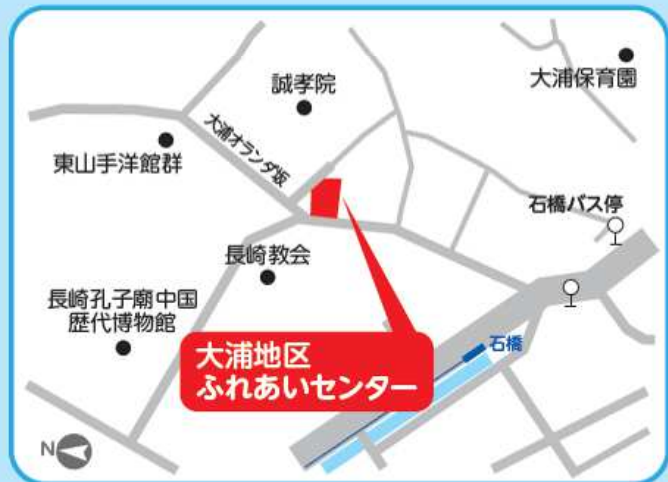 誠孝院
大浦保育園
大浦オランダ坂
東山手洋館群
石橋バス停
長崎教会
長崎孔子廟中国
歴代博物館
大浦地区
ふれあいセンター
石橋
N